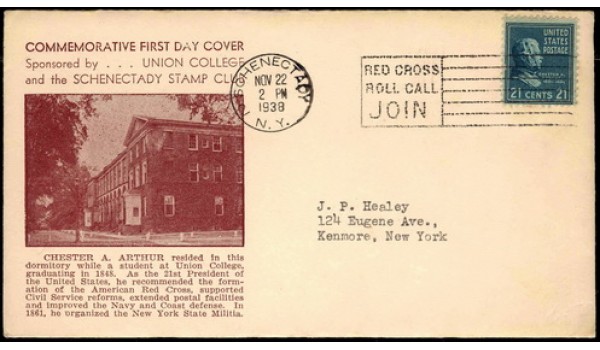 COMMEMORATIVE FIRST DAY COVER
Sponsored by . . . UNION COLLEGE
and the SCHENECTADY STAMP CLUB
SCHENECTADY
NOV 22
2 PM
1938
N.Y.
RED CROSS
ROLL CALL
JOIN
UNITED
STATES
POSTAGE
21 CENTS 21
J. P. Healey
124 Eugene Ave.,
Kenmore, New York
CHESTER A. ARTHUR resided in this
dormitory while a student at Union College,
graduating in 1848. As the 21st President of
the United States, he recommended the form-
ation of the American Red Cross, supported
Civil Service reforms, extended postal facilities
and improved the Navy and Coast defense. In
1861, he organized the New York State Militia.